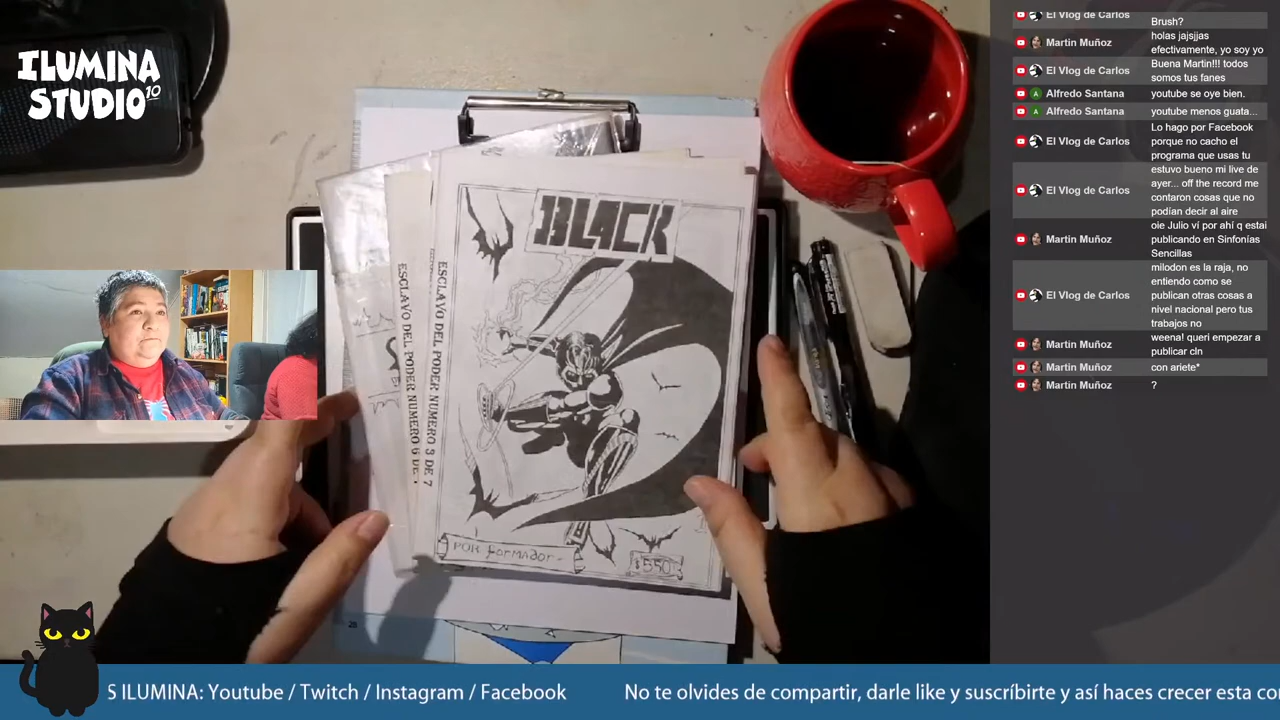 ILUMINA
STUDIO 10
BLACK
ESCLAVO DEL PODER NUMERO 3 DE 7
ESCLAVO DEL PODER NUMERO 6 DE
POR FORMADOR-
$550
El Vlog de Carlos
Brush?
Martin Muñoz
holas jajsjjas
efectivamente, yo soy yo
El Vlog de Carlos
Buena Martin!!! todos
somos tus fanes
A Alfredo Santana
youtube se oye bien.
A Alfredo Santana
youtube menos guata...
El Vlog de Carlos
Lo hago por Facebook
porque no cacho el
programa que usas tu
El Vlog de Carlos
estuvo bueno mi live de
ayer... off the record me
contaron cosas que no
podían decir al aire
Martin Muñoz
oie Julio ví por ahí q estai
publicando en Sinfonías
Sencillas
El Vlog de Carlos
milodon es la raja, no
entiendo como se
publican otras cosas a
nivel nacional pero tus
trabajos no
Martin Muñoz
weena! queri empezar a
publicar cln
Martin Muñoz
con ariete*
Martin Muñoz
?
S ILUMINA: Youtube / Twitch / Instagram / Facebook
No te olvides de compartir, darle like y suscríbirte y así haces crecer esta co